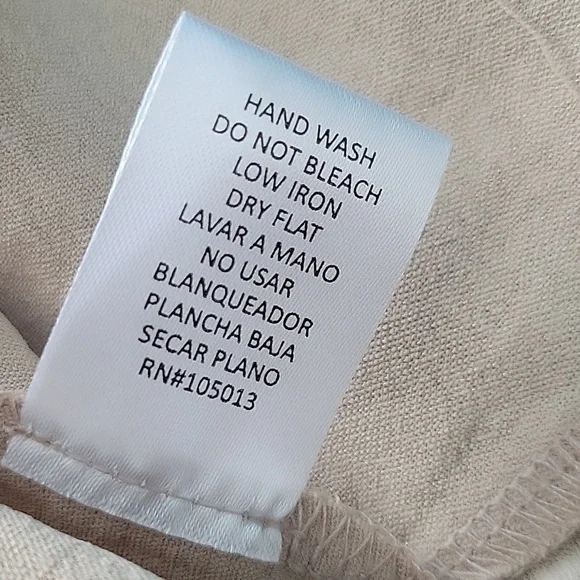 HAND WASH
DO NOT BLEACH
LOW IRON
DRY FLAT
LAVAR A MANO
NO USAR
BLANQUEADOR
PLANCHA BAJA
SECAR PLANO
RN#105013